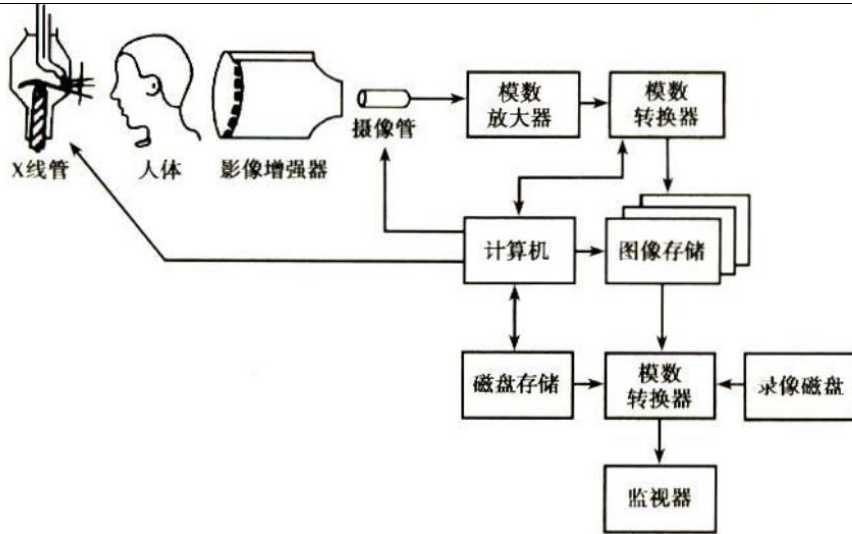 模数
放大器
模数
转换器
摄像管
X线管
人体
影像增强器
计算机
图像存储
磁盘存储
模数
转换器
录像磁盘
监视器